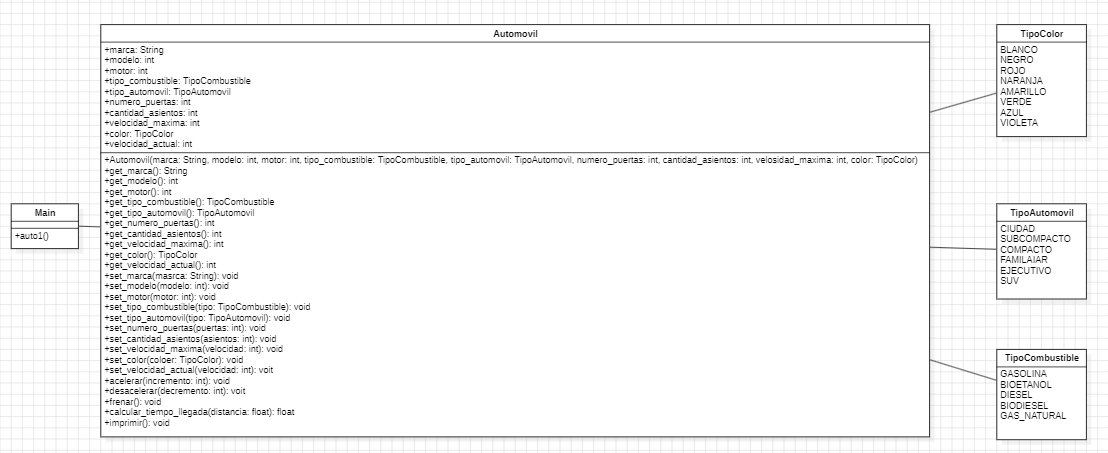 Automovil
+marca: String
+modelo: int
+motor: int
+tipo_combustible: TipoCombustible
+tipo_automovil: TipoAutomovil
+numero_puertas: int
+cantidad_asientos: int
+velocidad_maxima: int
+color: TipoColor
+velocidad_actual: int
+Automovil(marca: String, modelo: int, motor: int, tipo_combustible: TipoCombustible, tipo_automovil: TipoAutomovil, numero_puertas: int, cantidad_asientos: int, velosidad_maxima: int, color: TipoColor)
+get_marca(): String
+get_modelo(): int
+get_motor(): int
+get_tipo_combustible(): TipoCombustible
+get_tipo_automovil(): TipoAutomovil
+get_numero_puertas(): int
+get_cantidad_asientos(): int
+get_velocidad_maxima(): int
+get_color(): TipoColor
+get_velocidad_actual(): int
+set_marca(masrca: String): void
+set_modelo(modelo: int): void
+set_motor(motor: int): void
+set_tipo_combustible(tipo: TipoCombustible): void
+set_tipo_automovil(tipo: TipoAutomovil): void
+set_numero_puertas(puertas: int): void
+set_cantidad_asientos(asientos: int): void
+set_velocidad_maxima(velocidad: int): void
+set_color(coloer: TipoColor): void
+set_velocidad_actual(velocidad: int): voit
+acelerar(incremento: int): void
+desacelerar(decremento: int): voit
+frenar(): void
+calcular_tiempo_llegada(distancia: float): float
+imprimir(): void
Main
+auto1()
TipoColor
BLANCO
NEGRO
ROJO
NARANJA
AMARILLO
VERDE
AZUL
VIOLETA
TipoAutomovil
CIUDAD
SUBCOMPACTO
COMPACTO
FAMILAIAR
EJECUTIVO
SUV
TipoCombustible
GASOLINA
BIOETANOL
DIESEL
BIODIESEL
GAS_NATURAL